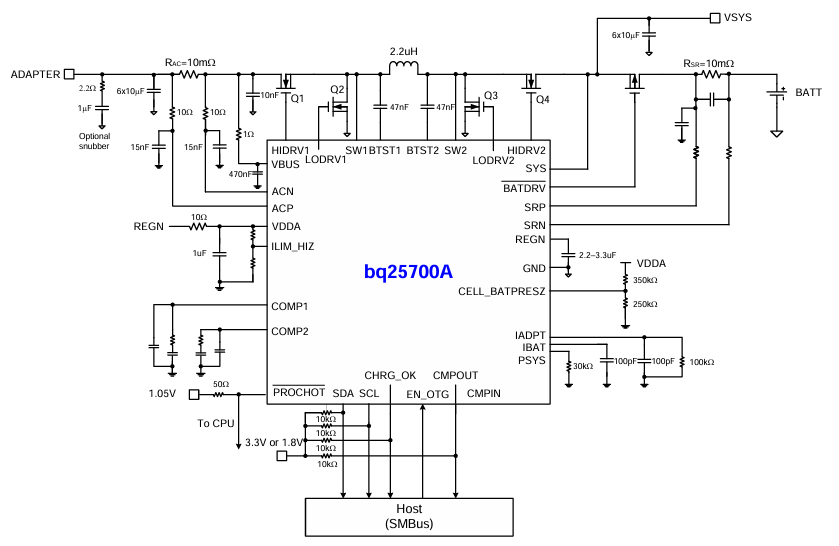 VSYS
6x10µF
ADAPTER
RAC=10mΩ
2.2uH
RSR=10mΩ
BATT
2.2Ω
1µF
Optional
snubber
6x10µF
10Ω
10Ω
10nF
Q1
Q2
47nF
47nF
Q3
Q4
1Ω
15nF
15nF
470nF
HIDRV1
LODRV1
SW1
BTST1
BTST2
SW2
LODRV2
HIDRV2
VBUS
SYS
ACN
BATDRV
ACP
SRP
SRN
REGN
10Ω
VDDA
REGN
ILIM_HIZ
1uF
2.2–3.3uF
GND
VDDA
bq25700A
350kΩ
CELL_BATPRESZ
250kΩ
COMP1
COMP2
IADPT
IBAT
PSYS
30kΩ
100pF
100pF
100kΩ
1.05V
50Ω
CHRG_OK
CMPOUT
PROCHOT
SDA
SCL
EN_OTG
CMPIN
To CPU
10kΩ
10kΩ
3.3V or 1.8V
10kΩ
10kΩ
Host
(SMBus)